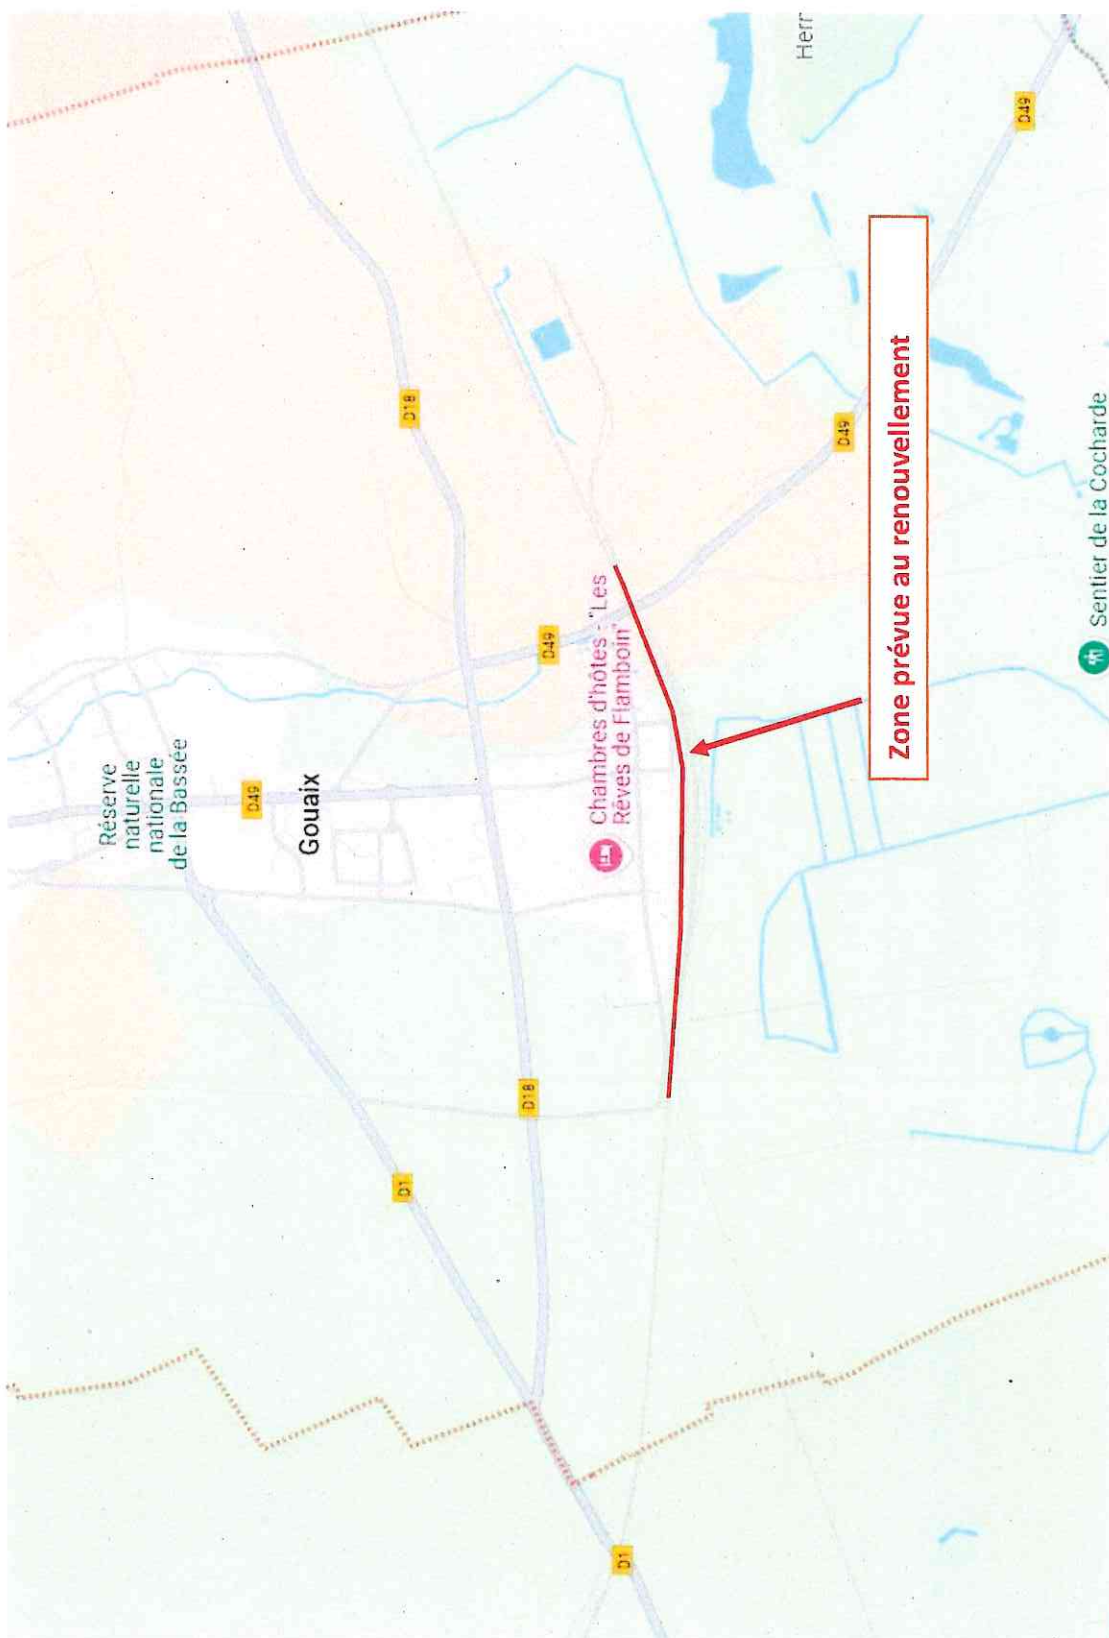 Réserve
naturelle
nationale
de la Bassée
D49
Gouaix
D1
D18
D18
D49
Chambres d'hôtes - "Les
Rêves de Flamboin"
D1
D49
Zone prévue au renouvellement
D49
Sentier de la Cocharde